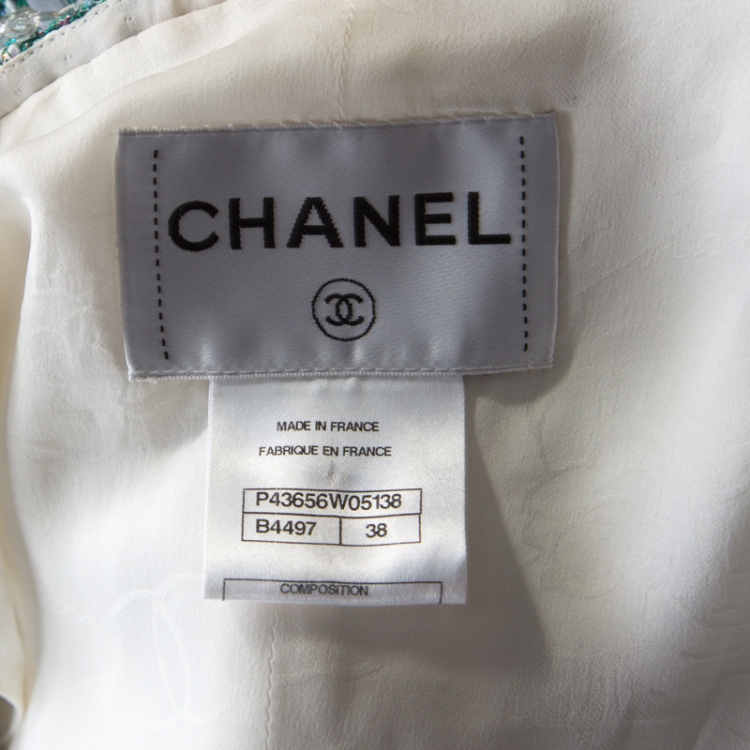 CHANEL
MADE IN FRANCE
FABRIQUE EN FRANCE
P43656W05138
B4497 38
COMPOSITION